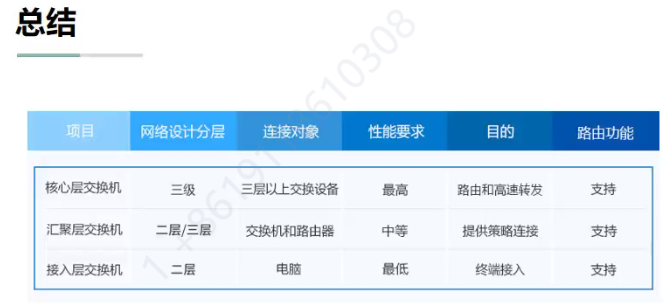 总结
项目 网络设计分层 连接对象 性能要求 目的 路由功能
核心层交换机 三级 三层以上交换设备 最高 路由和高速转发 支持
汇聚层交换机 二层/三层 交换机和路由器 中等 提供策略连接 支持
接入层交换机 二层 电脑 最低 终端接入 支持